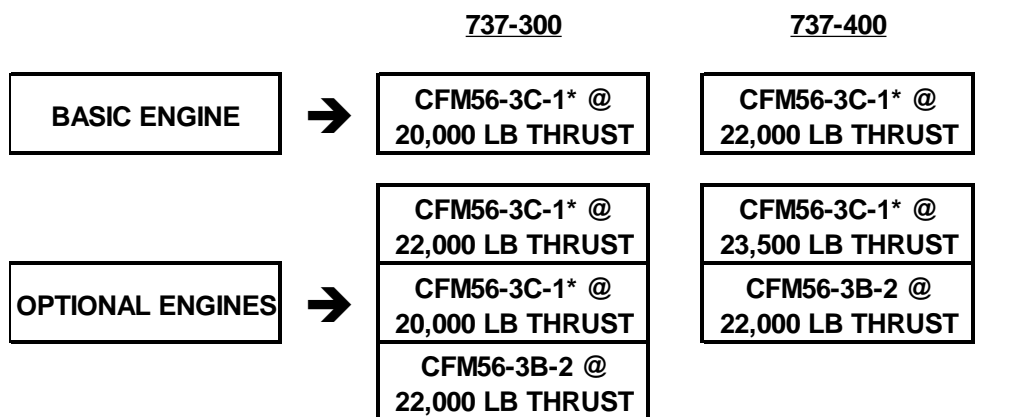 737-300
737-400
BASIC ENGINE
CFM56-3C-1* @
20,000 LB THRUST
CFM56-3C-1* @
22,000 LB THRUST
OPTIONAL ENGINES
CFM56-3C-1* @
22,000 LB THRUST
CFM56-3C-1* @
20,000 LB THRUST
CFM56-3B-2 @
22,000 LB THRUST
CFM56-3C-1* @
23,500 LB THRUST
CFM56-3B-2 @
22,000 LB THRUST